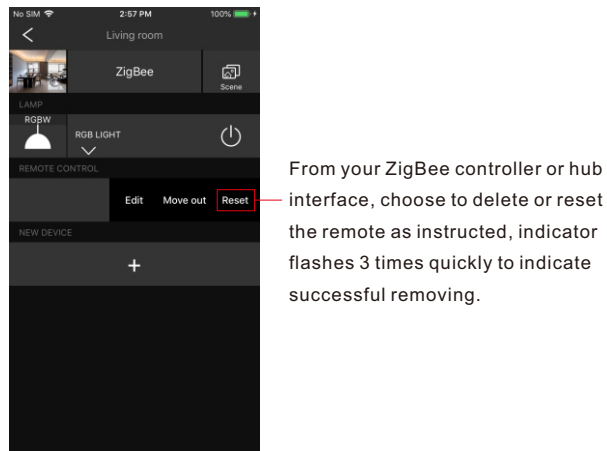 No SIM 2:57 PM 100%
Living room
ZigBee
Scene
LAMP
RGBW
RGB LIGHT
REMOTE CONTROL
Edit Move out Reset
NEW DEVICE
+
From your ZigBee controller or hub
interface, choose to delete or reset
the remote as instructed, indicator
flashes 3 times quickly to indicate
successful removing.